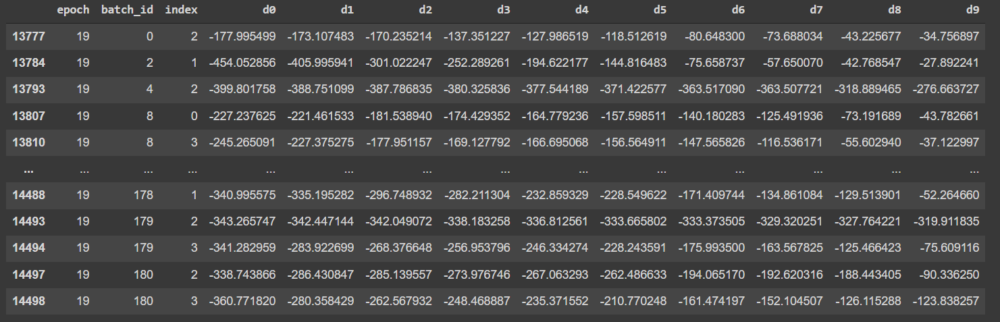 epoch batch_id index d0 d1 d2 d3 d4 d5 d6 d7 d8 d9
13777 19 0 2 -177.995499 -173.107483 -170.235214 -137.351227 -127.986519 -118.512619 -80.648300 -73.688034 -43.225677 -34.756897
13784 19 2 1 -454.052856 -405.995941 -301.022247 -252.289261 -194.622177 -144.816483 -75.658737 -57.650070 -42.768547 -27.892241
13793 19 4 2 -399.801758 -388.751099 -387.786835 -380.325836 -377.544189 -371.422577 -363.517090 -363.507721 -318.889465 -276.663727
13807 19 8 0 -227.237625 -221.461533 -181.538940 -174.429352 -164.779236 -157.598511 -140.180283 -125.491936 -73.191689 -43.782661
13810 19 8 3 -245.265091 -227.375275 -177.951157 -169.127792 -166.695068 -156.564911 -147.565826 -116.536171 -55.602940 -37.122997
... ... ... ... ... ... ... ... ... ... ... ... ... ...
14488 19 178 1 -340.995575 -335.195282 -296.748932 -282.211304 -232.859329 -228.549622 -171.409744 -134.861084 -129.513901 -52.264660
14493 19 179 2 -343.265747 -342.447144 -342.049072 -338.183258 -336.812561 -333.665802 -333.373505 -329.320251 -327.764221 -319.911835
14494 19 179 3 -341.282959 -283.922699 -268.376648 -256.953796 -246.334274 -228.243591 -175.993500 -163.567825 -125.466423 -75.609116
14497 19 180 2 -338.743866 -286.430847 -285.139557 -273.976746 -267.063293 -262.486633 -194.065170 -192.620316 -188.443405 -90.336250
14498 19 180 3 -360.771820 -280.358429 -262.567932 -248.468887 -235.371552 -210.770248 -161.474197 -152.104507 -126.115288 -123.838257